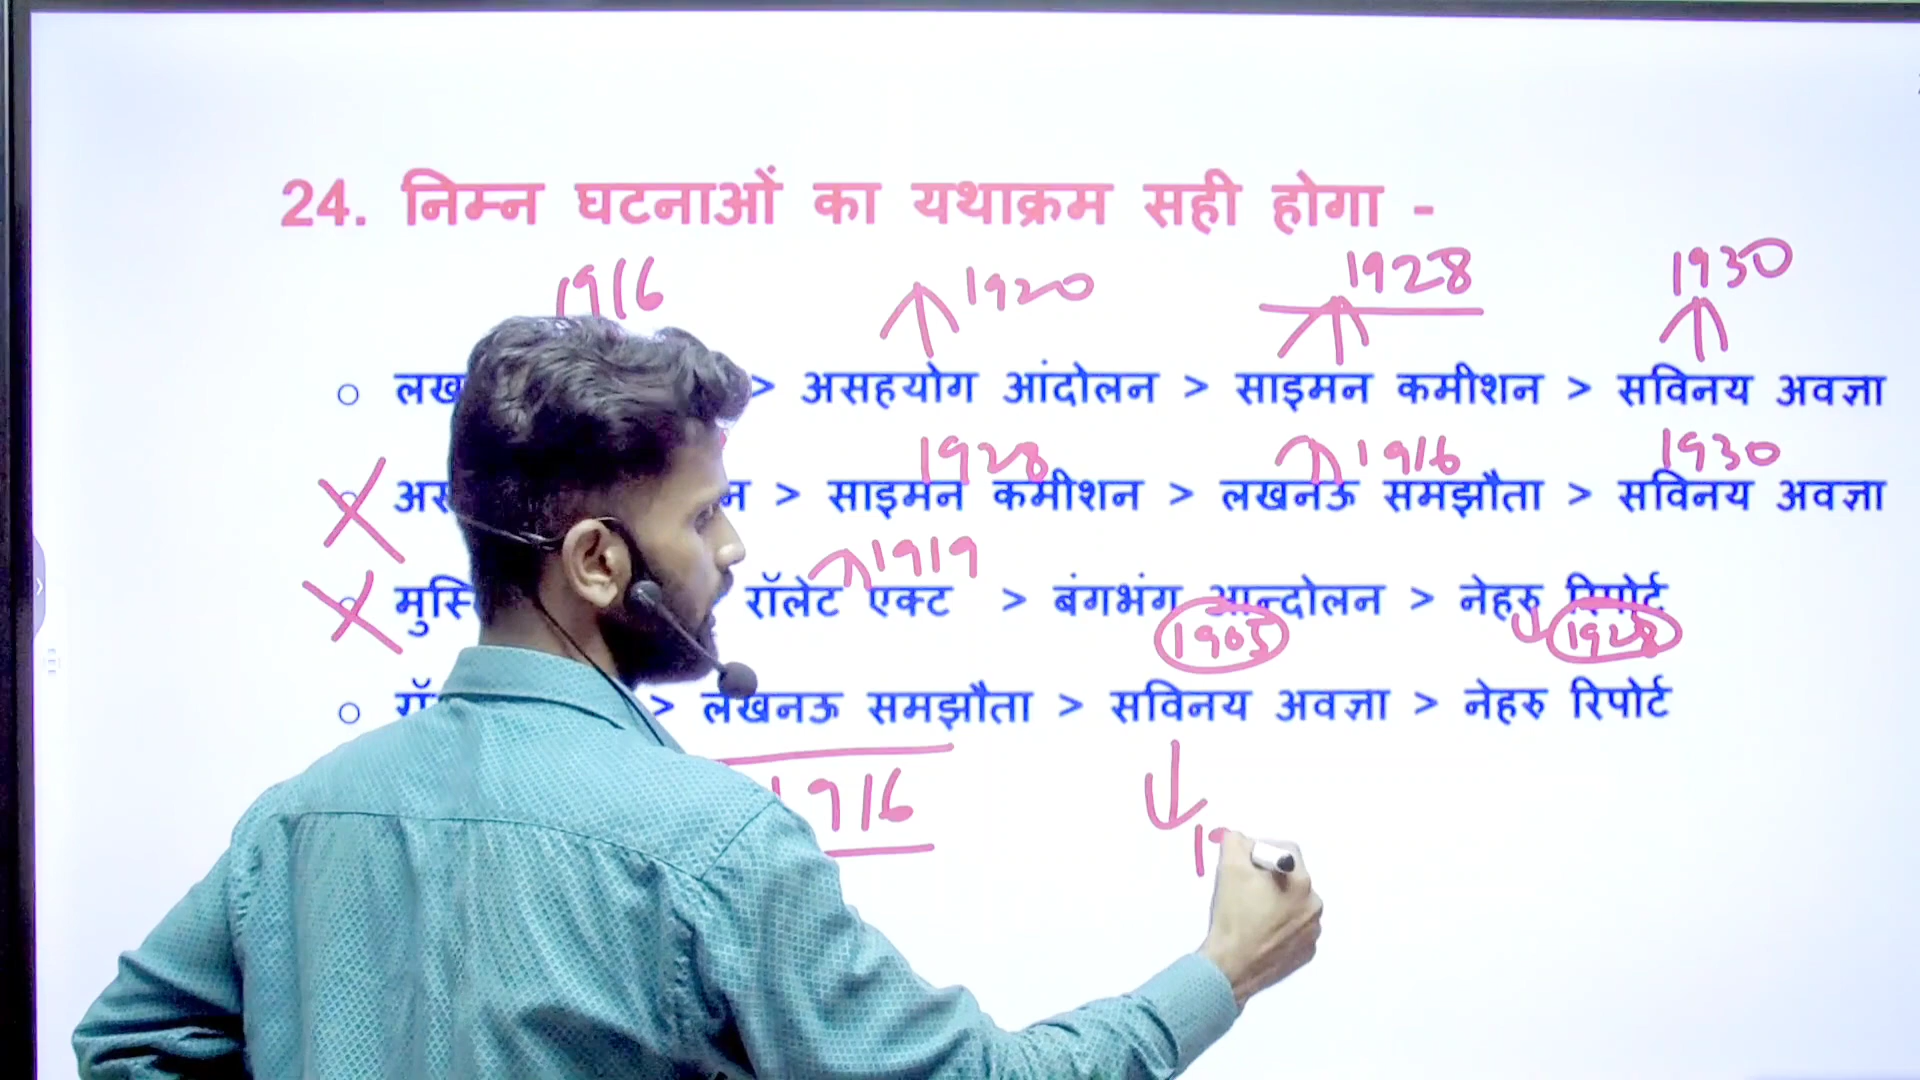 24. निम्न घटनाओं का यथाक्रम सही होगा -
1916 1920 1928 1930
> असहयोग आंदोलन > साइमन कमीशन > सविनय अवज्ञा
1928 1916 1930
> साइमन कमीशन > लखनऊ समझौता > सविनय अवज्ञा
1919
रॉलेट एक्ट > बंगभंग आन्दोलन > नेहरु रिपोर्ट
1905 1928
> लखनऊ समझौता > सविनय अवज्ञा > नेहरु रिपोर्ट
1916